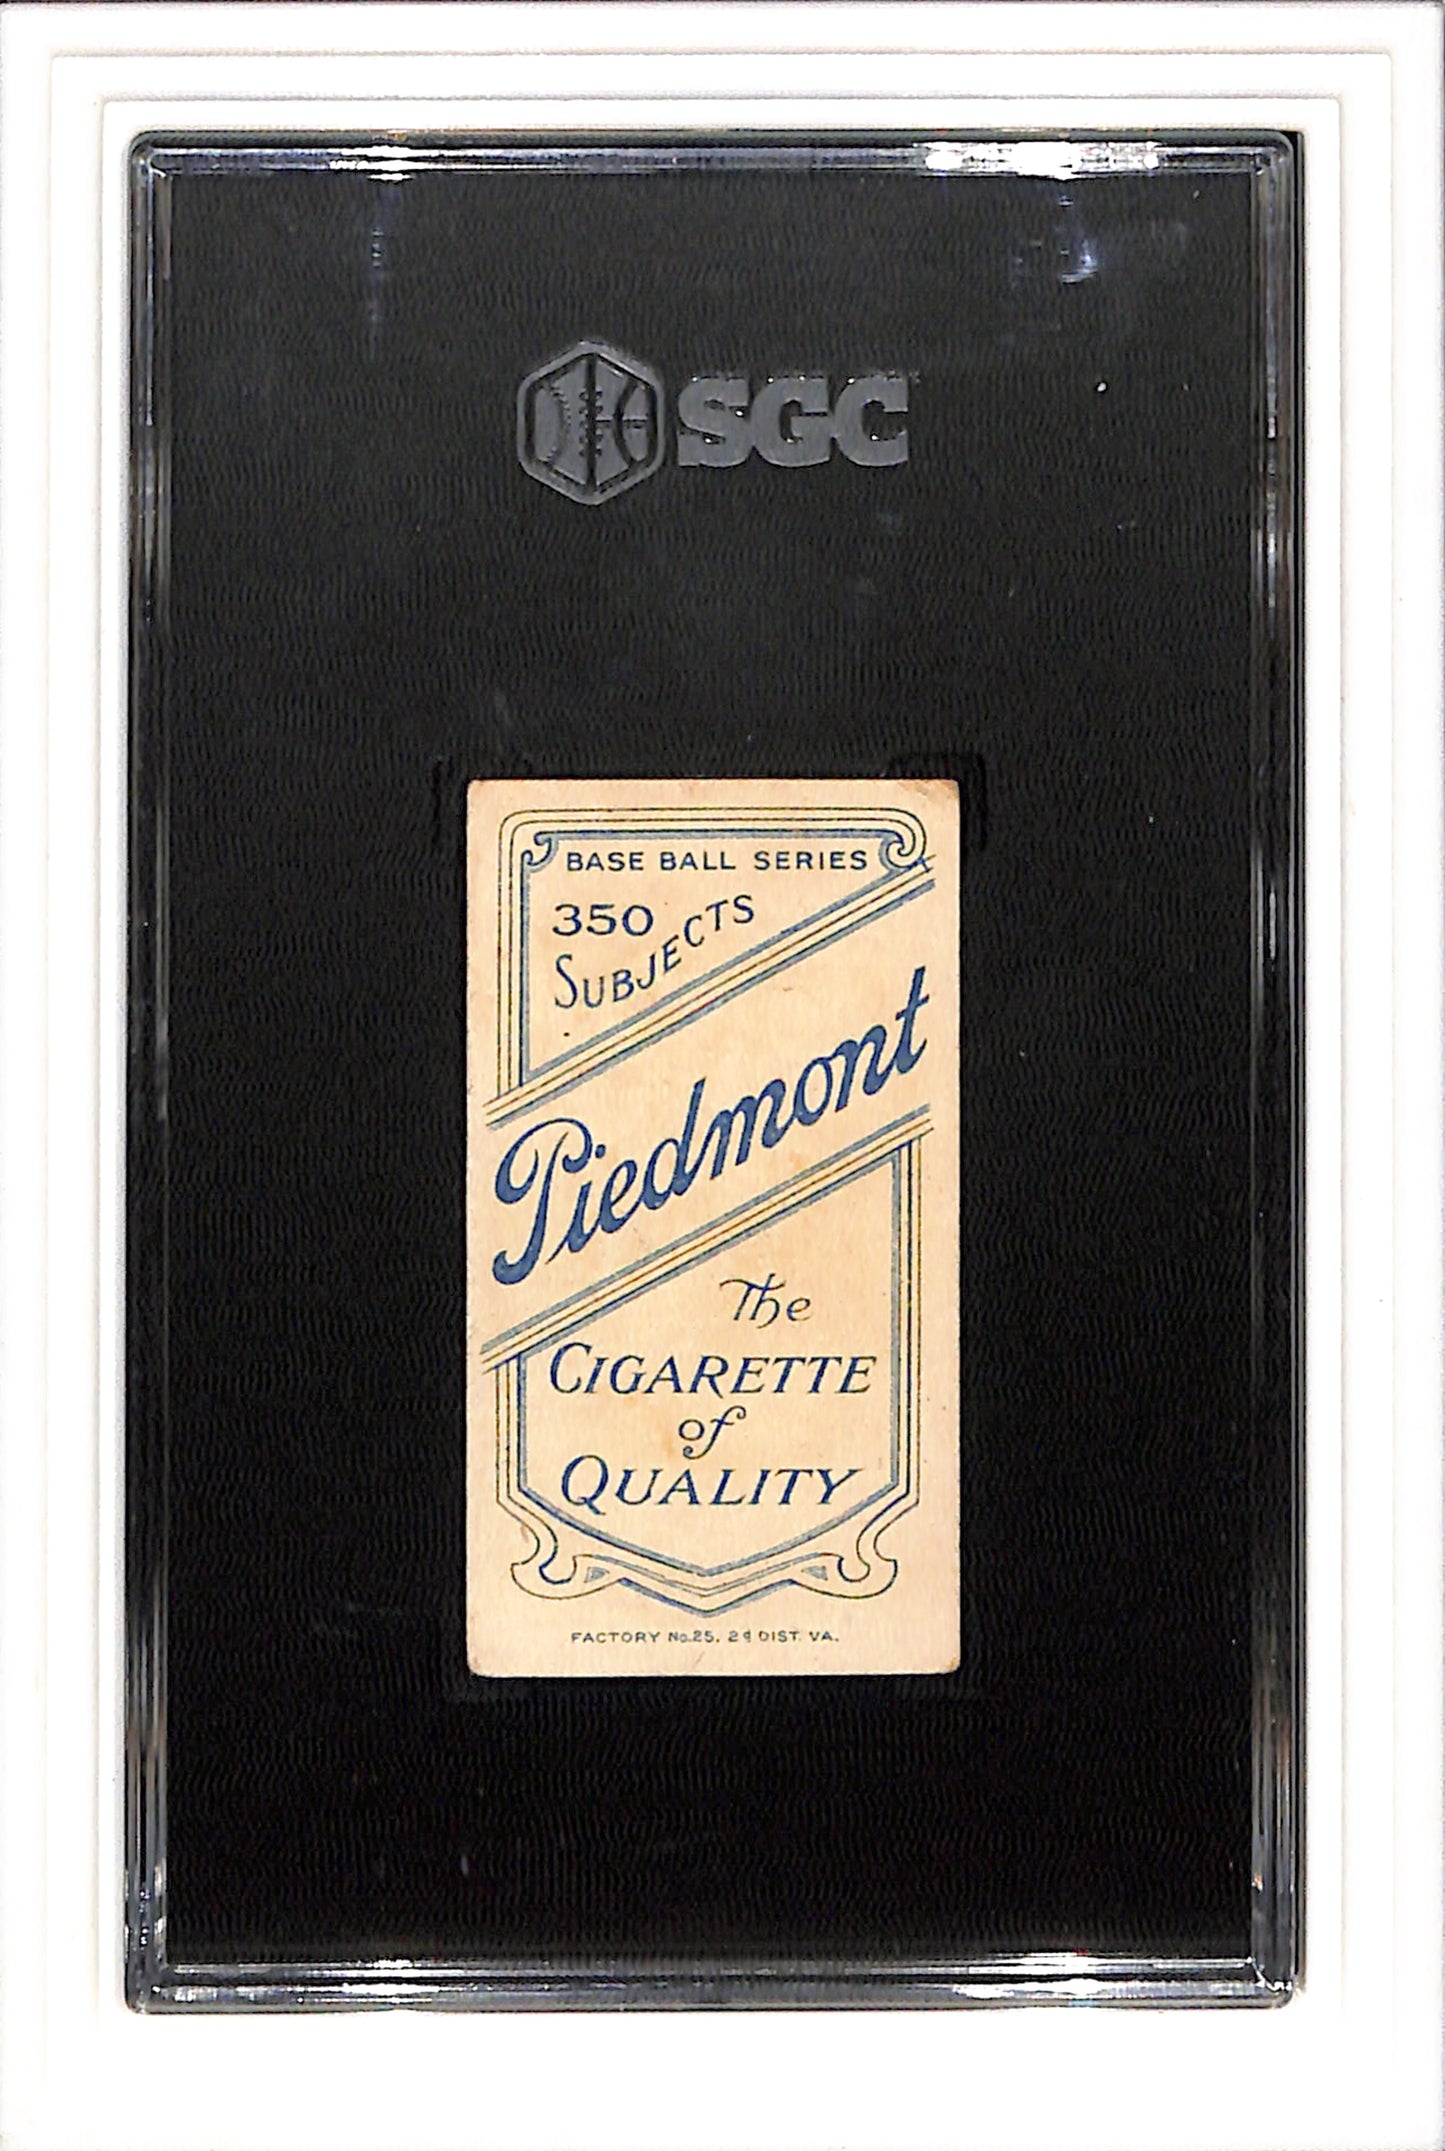 SGC
BASE BALL SERIES
350
SUBJECTS
Piedmont
The
CIGARETTE
of
QUALITY
FACTORY No. 25. 2d DIST. VA.